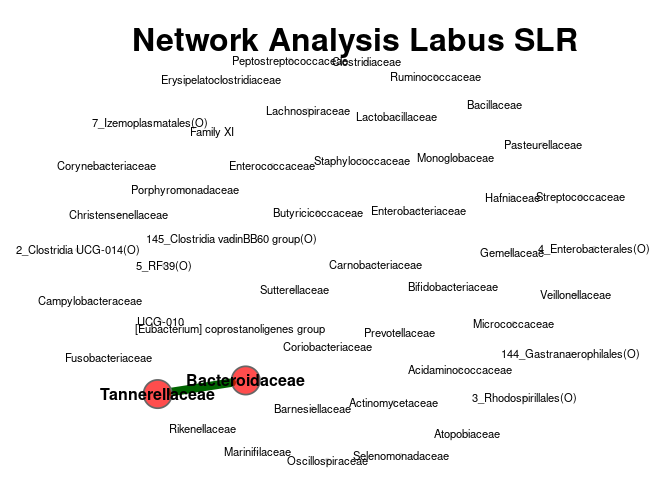 Network Analysis Labus SLR
Peptostreptococcaceae
Clostridiaceae
Ruminococcaceae
Erysipelatoclostridiaceae
Bacillaceae
Lachnospiraceae
Lactobacillaceae
7_Izemoplasmatales(O)
Family XI
Pasteurellaceae
Monoglobaceae
Staphylococcaceae
Enterococcaceae
Corynebacteriaceae
Porphyromonadaceae
Hafniaceae
Streptococcaceae
Christensenellaceae
Butyricicoccaceae
Enterobacteriaceae
145_Clostridia vadinBB60 group(O)
2_Clostridia UCG-014(O)
4_Enterobacterales(O)
Gemellaceae
5_RF39(O)
Carnobacteriaceae
Sutterellaceae
Bifidobacteriaceae
Veillonellaceae
Campylobacteraceae
UCG-010
Micrococcaceae
[Eubacterium] coprostanoligenes group
Prevotellaceae
Coriobacteriaceae
144_Gastranaerophilales(O)
Fusobacteriaceae
Acidaminococcaceae
Bacteroidaceae
Tannerellaceae
3_Rhodospirillales(O)
Actinomycetaceae
Barnesiellaceae
Rikenellaceae
Atopobiaceae
Marinifilaceae
Selenomonadaceae
Oscillospiraceae